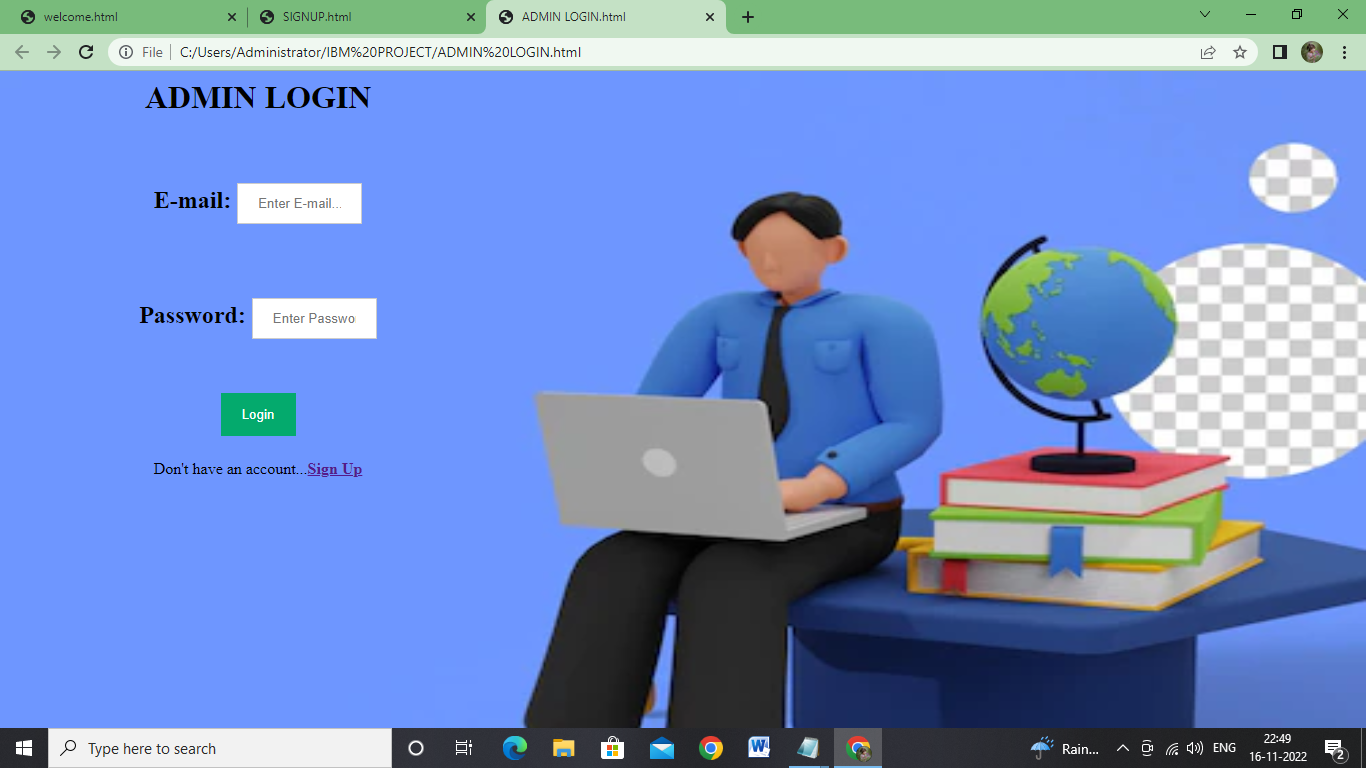 welcome.html
SIGNUP.html
ADMIN LOGIN.html
File
C:/Users/Administrator/IBM%20PROJECT/ADMIN%20LOGIN.html
ADMIN LOGIN
E-mail: Enter E-mail...
Password: Enter Passwo
Login
Don't have an account...Sign Up
Type here to search
W
Rain...
ENG
22:49
16-11-2022
2